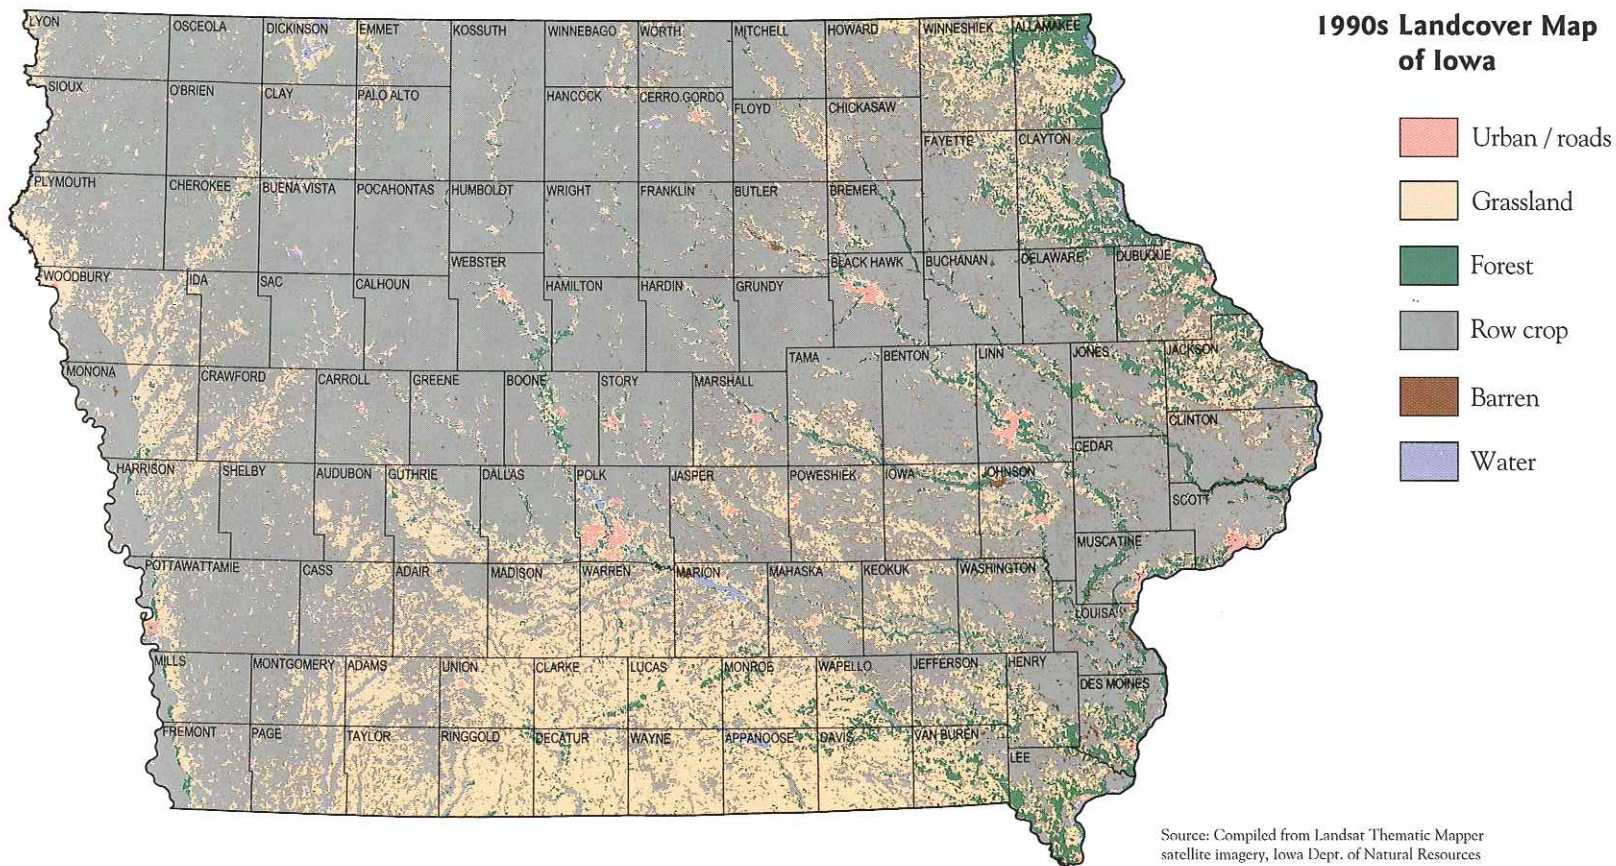 1990s Landcover Map
of Iowa
Urban / roads
Grassland
Forest
Row crop
Barren
Water
LYON
OSCEOLA
DICKINSON
EMMET
KOSSUTH
WINNEBAGO
WORTH
MITCHELL
HOWARD
WINNESHIEK
ALLAMAKEE
SIOUX
O'BRIEN
CLAY
PALO ALTO
HANCOCK
CERRO GORDO
FLOYD
CHICKASAW
FAYETTE
CLAYTON
PLYMOUTH
CHEROKEE
BUENA VISTA
POCAHONTAS
HUMBOLDT
WRIGHT
FRANKLIN
BUTLER
BREMER
WOODBURY
IDA
SAC
CALHOUN
WEBSTER
HAMILTON
HARDIN
GRUNDY
BLACK HAWK
BUCHANAN
DELAWARE
DUBUQUE
MONONA
CRAWFORD
CARROLL
GREENE
BOONE
STORY
MARSHALL
TAMA
BENTON
LINN
JONES
JACKSON
CLINTON
CEDAR
HARRISON
SHELBY
AUDUBON
GUTHRIE
DALLAS
POLK
JASPER
POWESHIEK
IOWA
JOHNSON
SCOTT
MUSCATINE
POTTAWATTAMIE
CASS
ADAIR
MADISON
WARREN
MARION
MAHASKA
KEOKUK
WASHINGTON
LOUISA
MILLS
MONTGOMERY
ADAMS
UNION
CLARKE
LUCAS
MONROE
WAPELLO
JEFFERSON
HENRY
DES MOINES
FREMONT
PAGE
TAYLOR
RINGGOLD
DECATUR
WAYNE
APPANOOSE
DAVIS
VAN BUREN
LEE
Source: Compiled from Landsat Thematic Mapper
satellite imagery, Iowa Dept. of Natural Resources